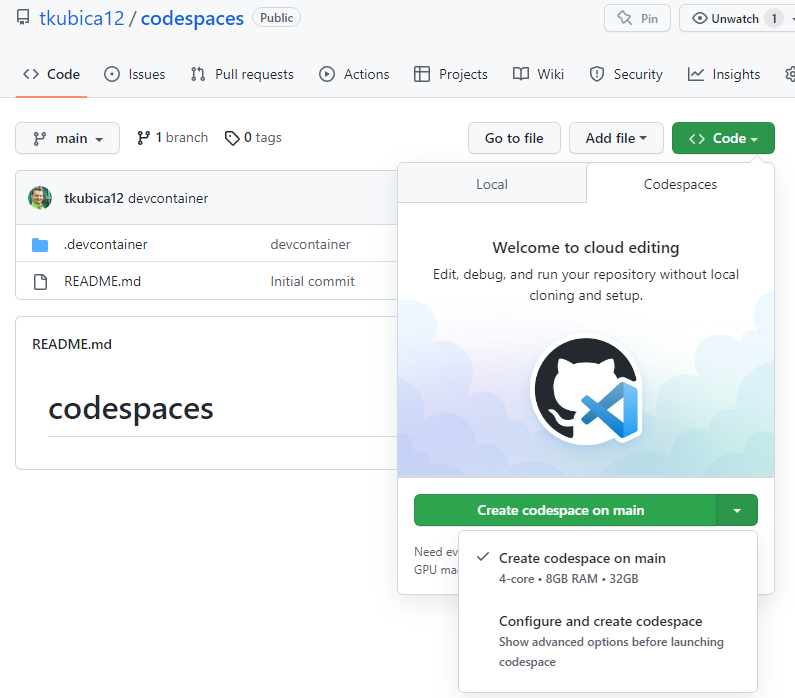 tkubica12 / codespaces Public
Pin
Unwatch 1
Code
Issues
Pull requests
Actions
Projects
Wiki
Security
Insights
main
1 branch
0 tags
Go to file
Add file
Code
tkubica12 devcontainer
.devcontainer
devcontainer
README.md
Initial commit
README.md
codespaces
Local
Codespaces
Welcome to cloud editing
Edit, debug, and run your repository without local
cloning and setup.
Create codespace on main
Need
GPU
Create codespace on main
4-core • 8GB RAM • 32GB
Configure and create codespace
Show advanced options before launching
codespace